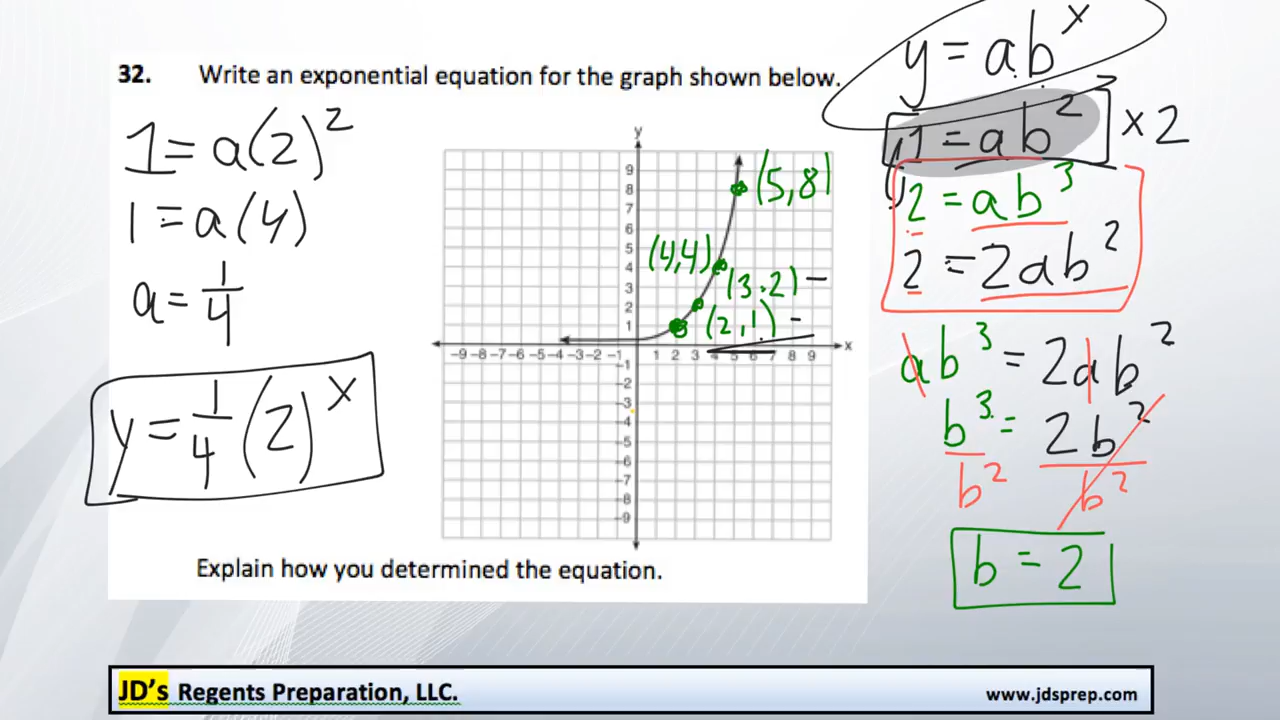 32. Write an exponential equation for the graph shown below.
y = ab^x
1 = ab^2 × 2
2 = ab^3
2 = 2ab^2
ab^3 = 2ab^2
b^3 = 2b^2
b^2 b^2
b = 2
1 = a(2)^2
1 = a(4)
a = 1/4
y = 1/4 (2)^x
y
9
8
7
6
5
4
3
2
1
(5,8)
(4,4)
(3,2) –
(2,1) –
-9 -8 -7 -6 -5 -4 -3 -2 -1 1 2 3 4 5 6 7 8 9 x
-1
-2
-3
-4
-5
-6
-7
-8
-9
Explain how you determined the equation.
JD's Regents Preparation, LLC. www.jdsprep.com